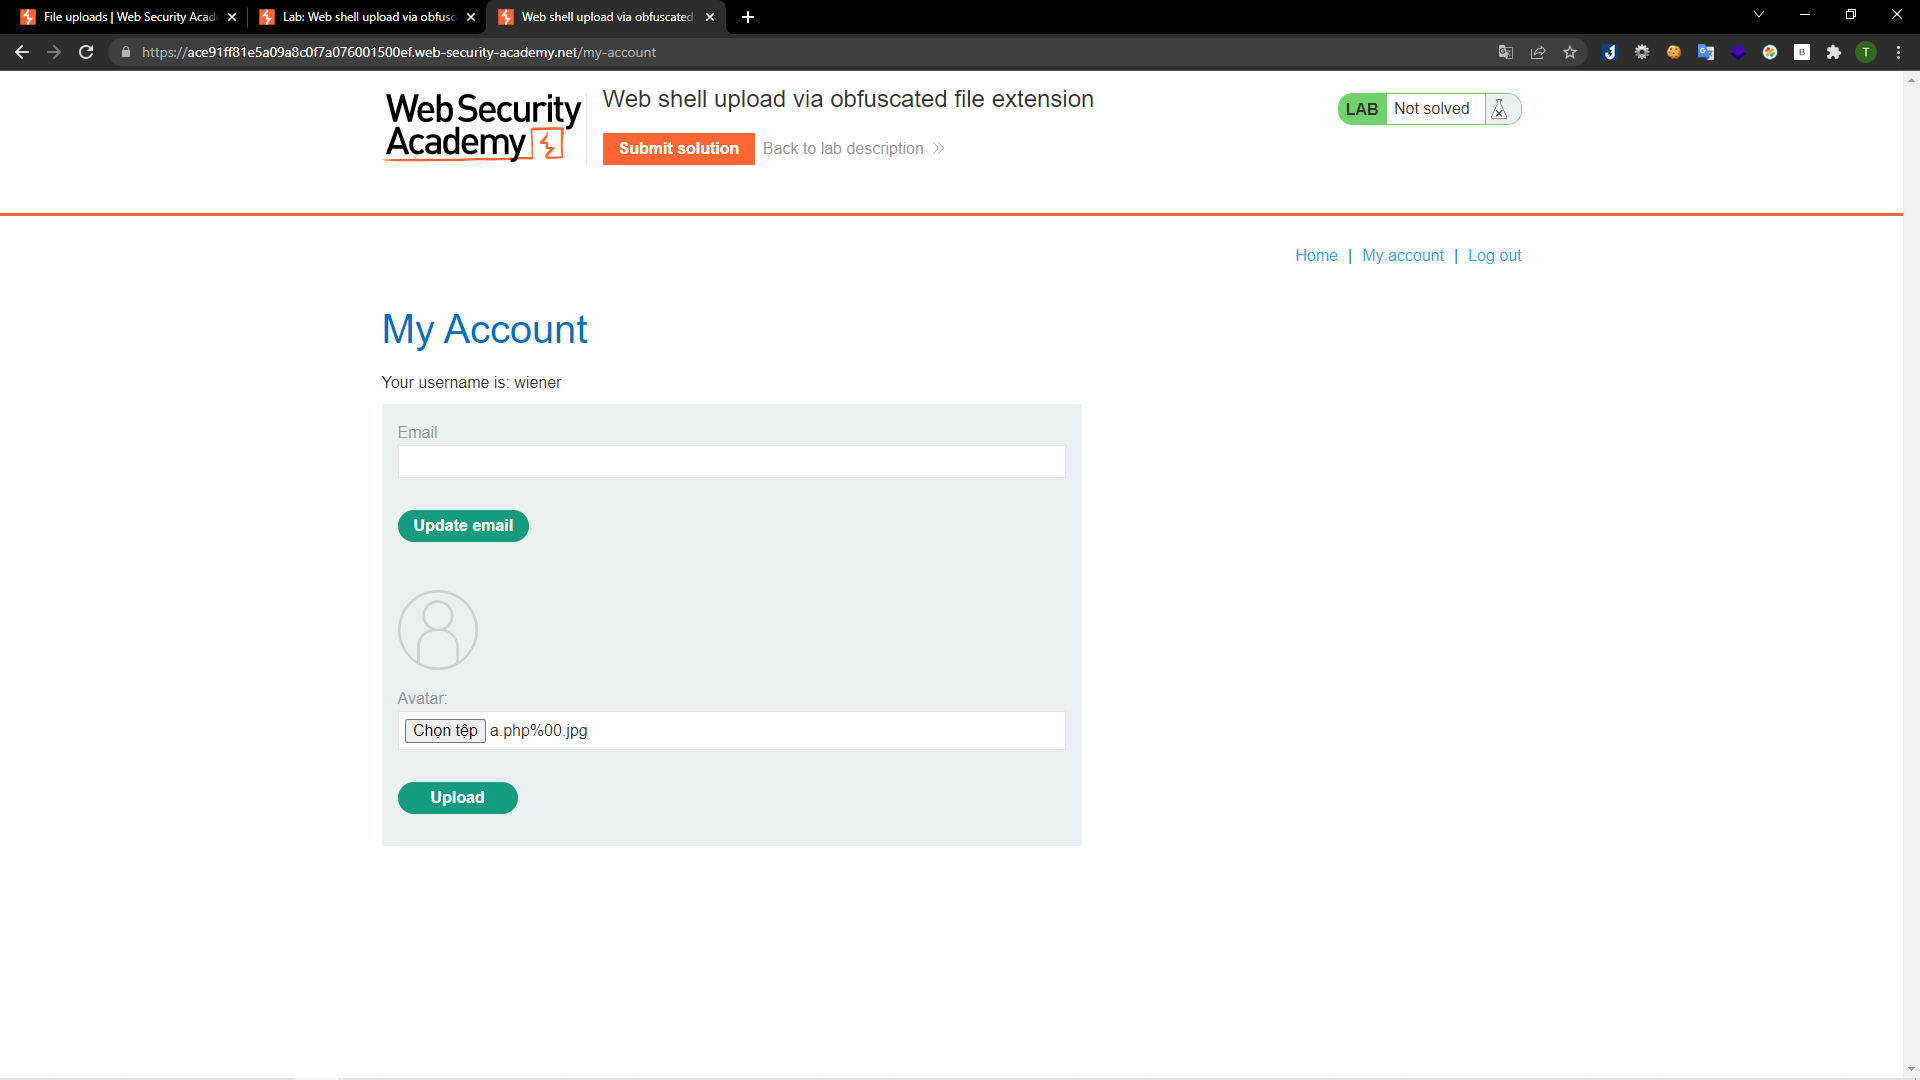 File uploads | Web Security Acad
Lab: Web shell upload via obfusc
Web shell upload via obfuscated
https://ace91ff81e5a09a8c0f7a076001500ef.web-security-academy.net/my-account
T
Web Security
Academy
Web shell upload via obfuscated file extension
Submit solution
Back to lab description
LAB
Not solved
Home | My account | Log out
My Account
Your username is: wiener
Email
Update email
Avatar:
Chọn tệp a.php%00.jpg
Upload